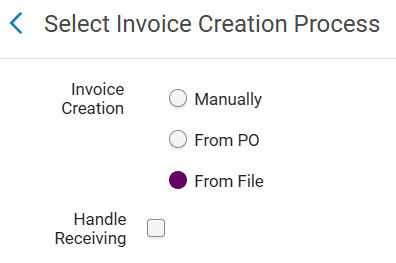 Select Invoice Creation Process
Invoice
Creation
Manually
From PO
From File
Handle
Receiving